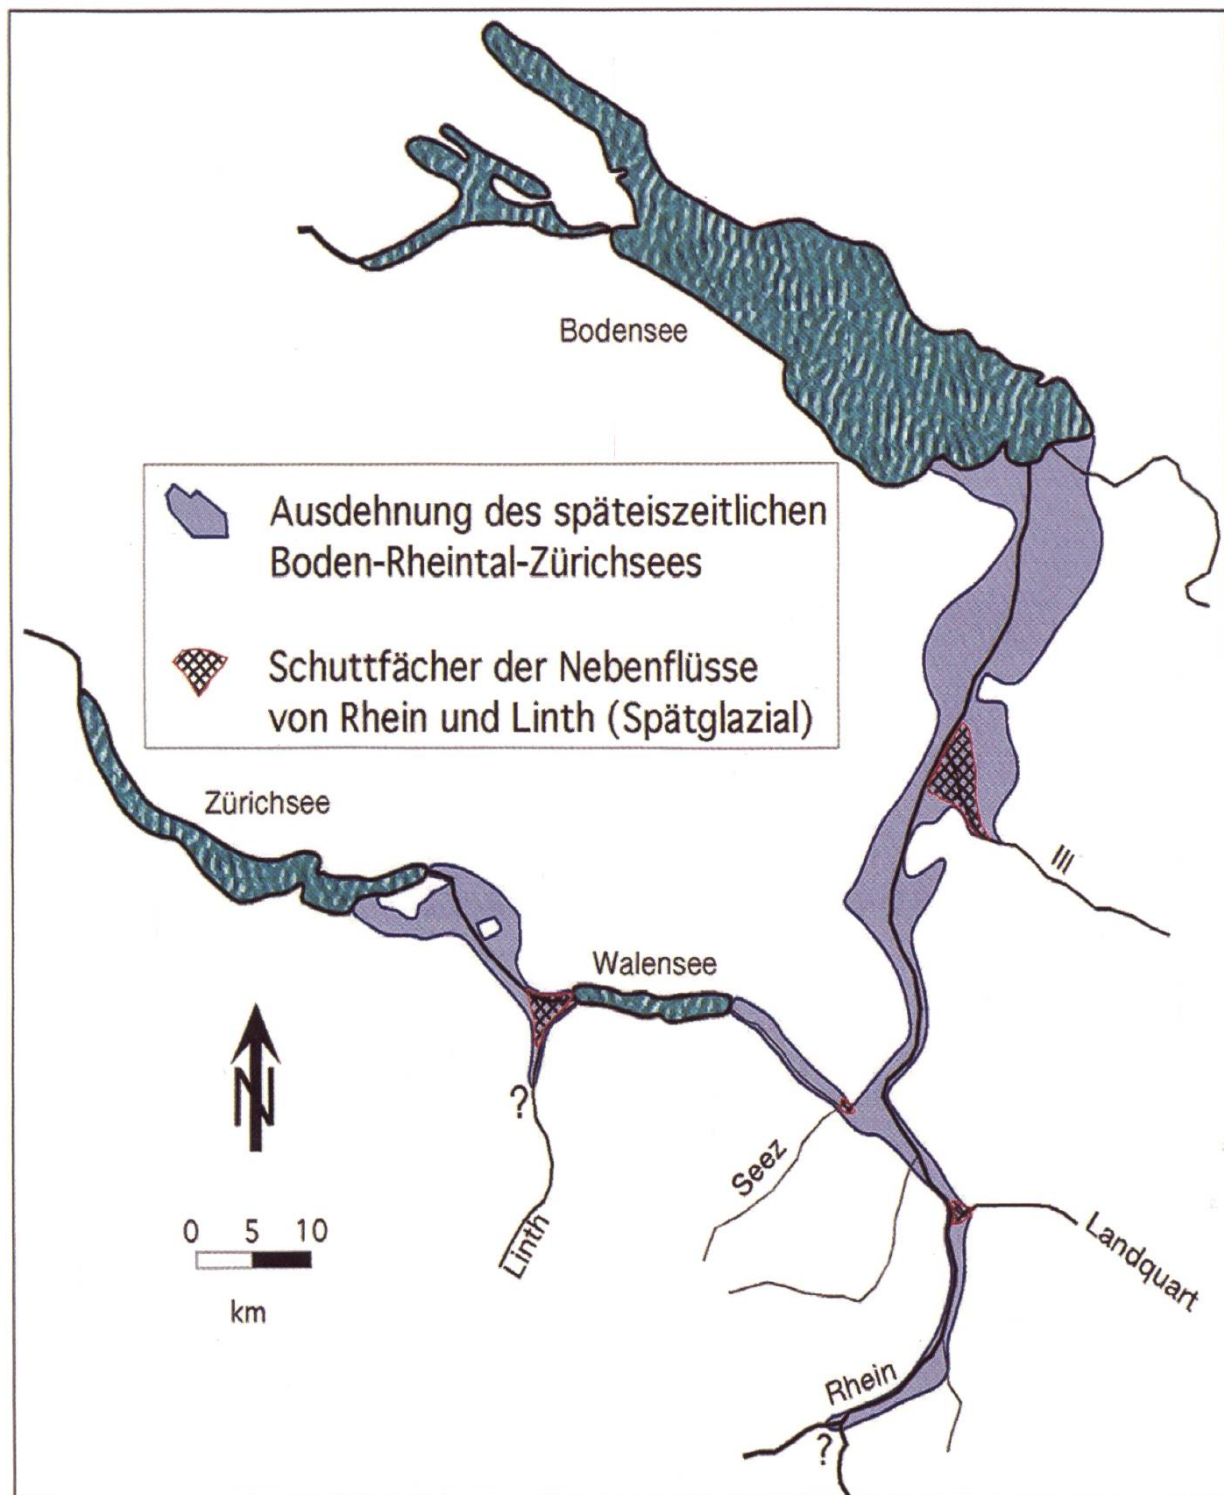 Bodensee
Ausdehnung des späteiszeitlichen
Boden-Rheintal-Zürichsees
Schuttfächer der Nebenflüsse
von Rhein und Linth (Spätglazial)
Zürichsee
Ill
Walensee
N
?
Seez
Linth
Landquart
0 5 10
km
Rhein
?